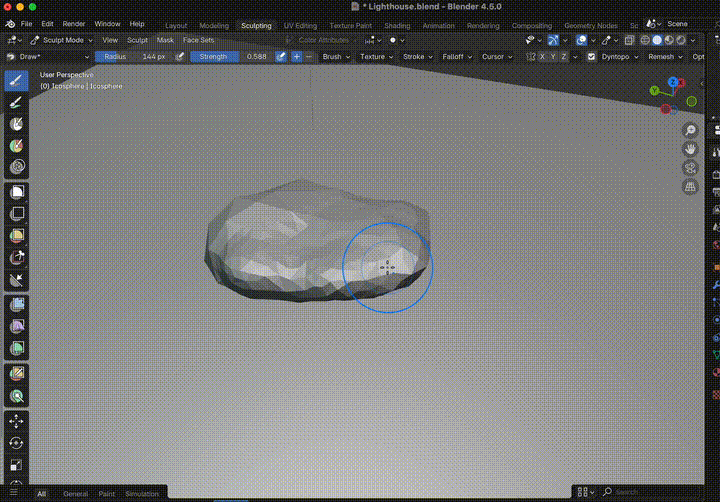 * Lighthouse.blend - Blender 4.5.0
File Edit Render Window Help Layout Modeling Sculpting UV Editing Texture Paint Shading Animation Rendering Compositing Geometry Nodes Scene
Sculpt Mode View Sculpt Mask Face Sets Color Attributes
Draw* Radius 144 px Strength 0.588 + − Brush Texture Stroke Falloff Cursor X Y Z Dyntopo Remesh Opt
User Perspective
(0) Icosphere | Icosphere
Z
X
Y
All General Paint Simulation Search